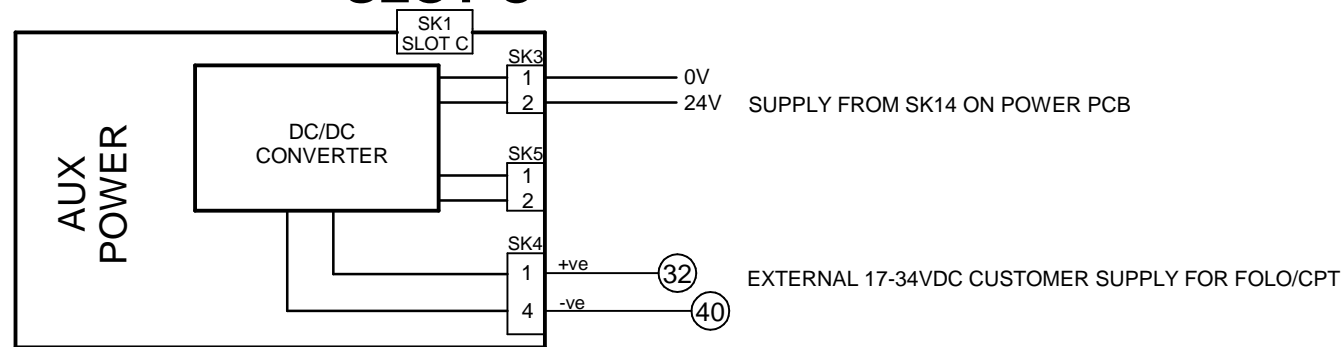 SK1
SLOT C
AUX
POWER
DC/DC
CONVERTER
SK3
1
2
0V
24V
SUPPLY FROM SK14 ON POWER PCB
SK5
1
2
SK4
1
4
+ve
-ve
32
40
EXTERNAL 17-34VDC CUSTOMER SUPPLY FOR FOLO/CPT